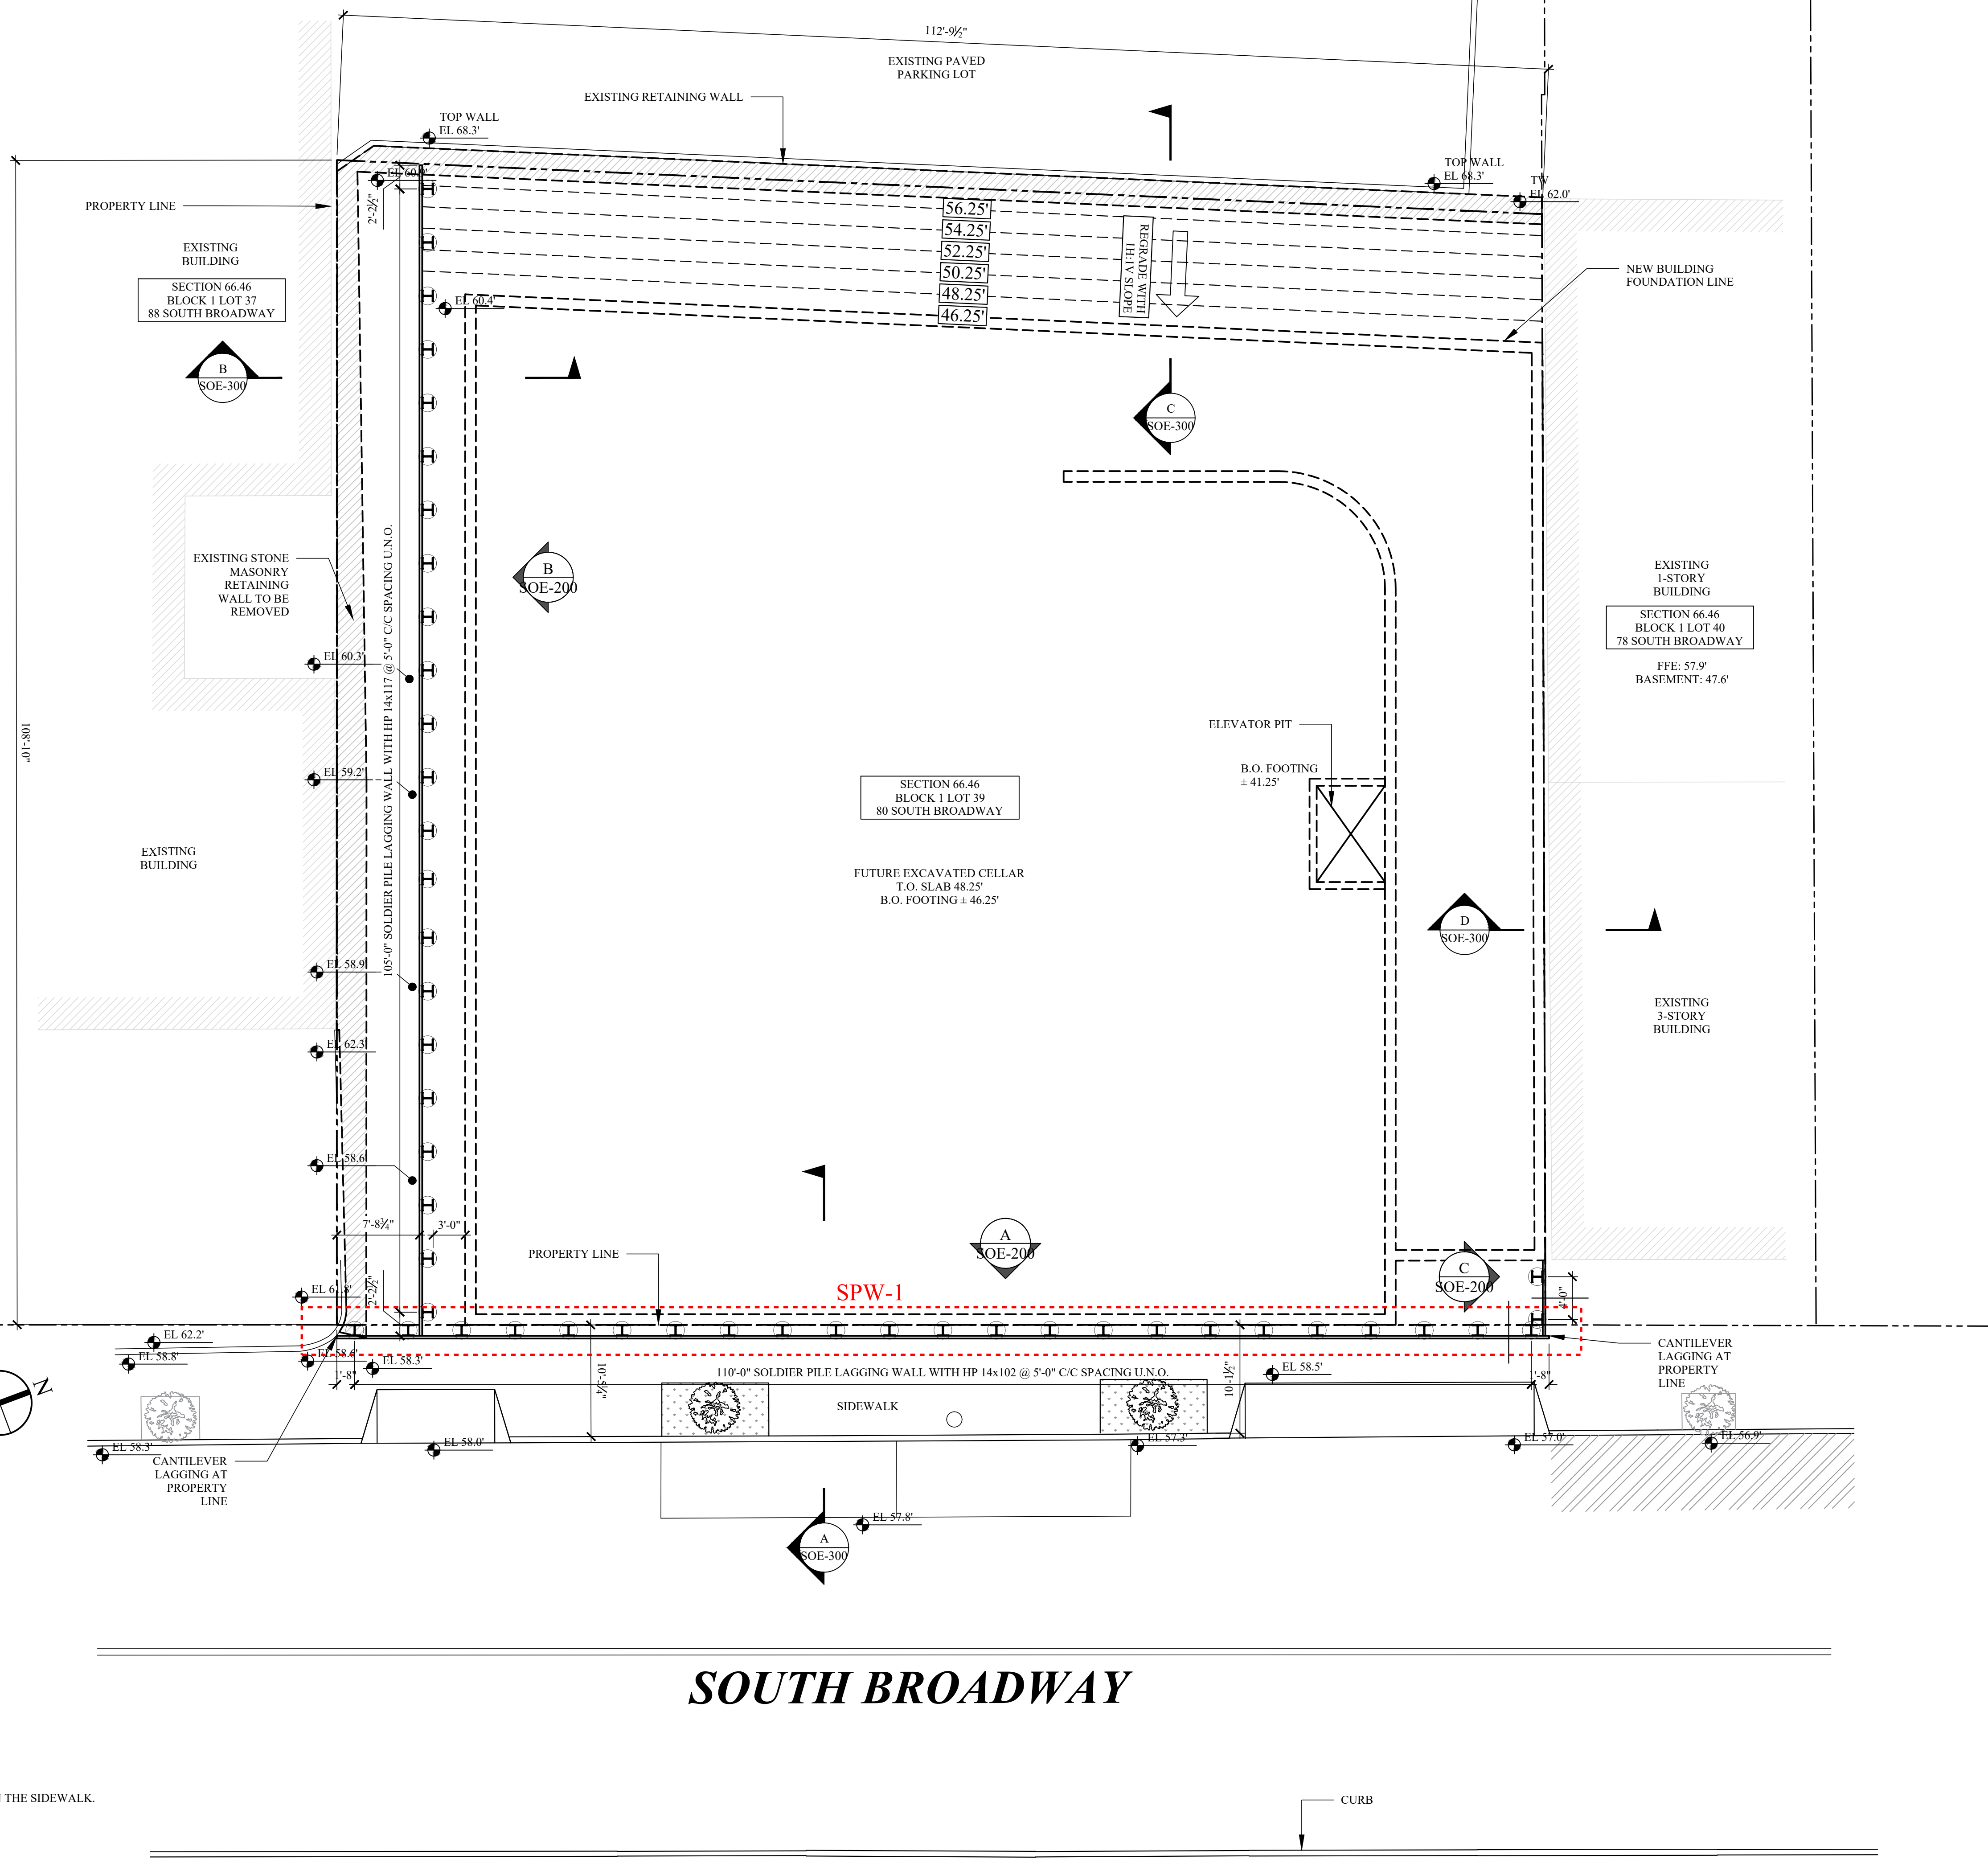 112'-9½"
EXISTING PAVED
PARKING LOT
EXISTING RETAINING WALL
TOP WALL
EL 68.3'
TOP WALL
EL 68.3'
TW
EL 62.0'
EL 60.9'
PROPERTY LINE
2'-2½"
56.25'
54.25'
52.25'
50.25'
48.25'
46.25'
REGRADE WITH
1H:1V SLOPE
NEW BUILDING
FOUNDATION LINE
EXISTING
BUILDING
SECTION 66.46
BLOCK 1 LOT 37
88 SOUTH BROADWAY
EL 60.4'
B
SOE-300
C
SOE-300
EXISTING STONE
MASONRY
RETAINING
WALL TO BE
REMOVED
B
SOE-200
105'-0" SOLDIER PILE LAGGING WALL WITH HP 14x117 @ 5'-0" C/C SPACING U.N.O.
EXISTING
1-STORY
BUILDING
SECTION 66.46
BLOCK 1 LOT 40
78 SOUTH BROADWAY
FFE: 57.9'
BASEMENT: 47.6'
EL 60.3'
108'-10"
ELEVATOR PIT
B.O. FOOTING
± 41.25'
EL 59.2'
SECTION 66.46
BLOCK 1 LOT 39
80 SOUTH BROADWAY
EXISTING
BUILDING
FUTURE EXCAVATED CELLAR
T.O. SLAB 48.25'
B.O. FOOTING ± 46.25'
D
SOE-300
EL 58.9'
EXISTING
3-STORY
BUILDING
EL 62.3'
EL 58.6'
7'-8¾"
3'-0"
PROPERTY LINE
A
SOE-200
C
SOE-200
EL 61.8'
2'-2½"
SPW-1
4'-0"
EL 62.2'
EL 58.8'
EL 58.6'
EL 58.3'
1'-8"
10'-5¼"
110'-0" SOLDIER PILE LAGGING WALL WITH HP 14x102 @ 5'-0" C/C SPACING U.N.O.
10'-1½"
EL 58.5'
1'-8"
CANTILEVER
LAGGING AT
PROPERTY
LINE
N
SIDEWALK
EL 58.3'
EL 58.0'
EL 57.3'
EL 57.0'
EL 56.9'
CANTILEVER
LAGGING AT
PROPERTY
LINE
EL 57.8'
A
SOE-300
SOUTH BROADWAY
THE SIDEWALK.
CURB